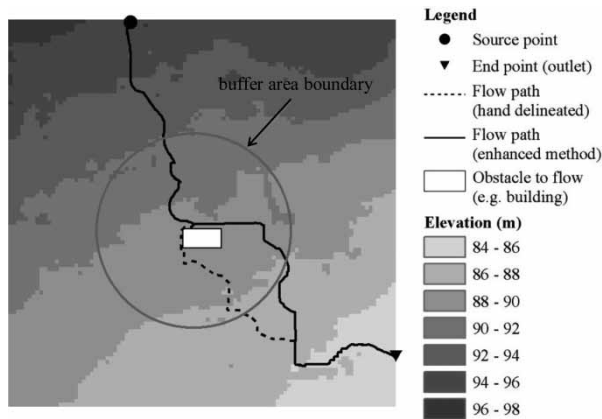 buffer area boundary
Legend
Source point
End point (outlet)
Flow path
(hand delineated)
Flow path
(enhanced method)
Obstacle to flow
(e.g. building)
Elevation (m)
84 - 86
86 - 88
88 - 90
90 - 92
92 - 94
94 - 96
96 - 98